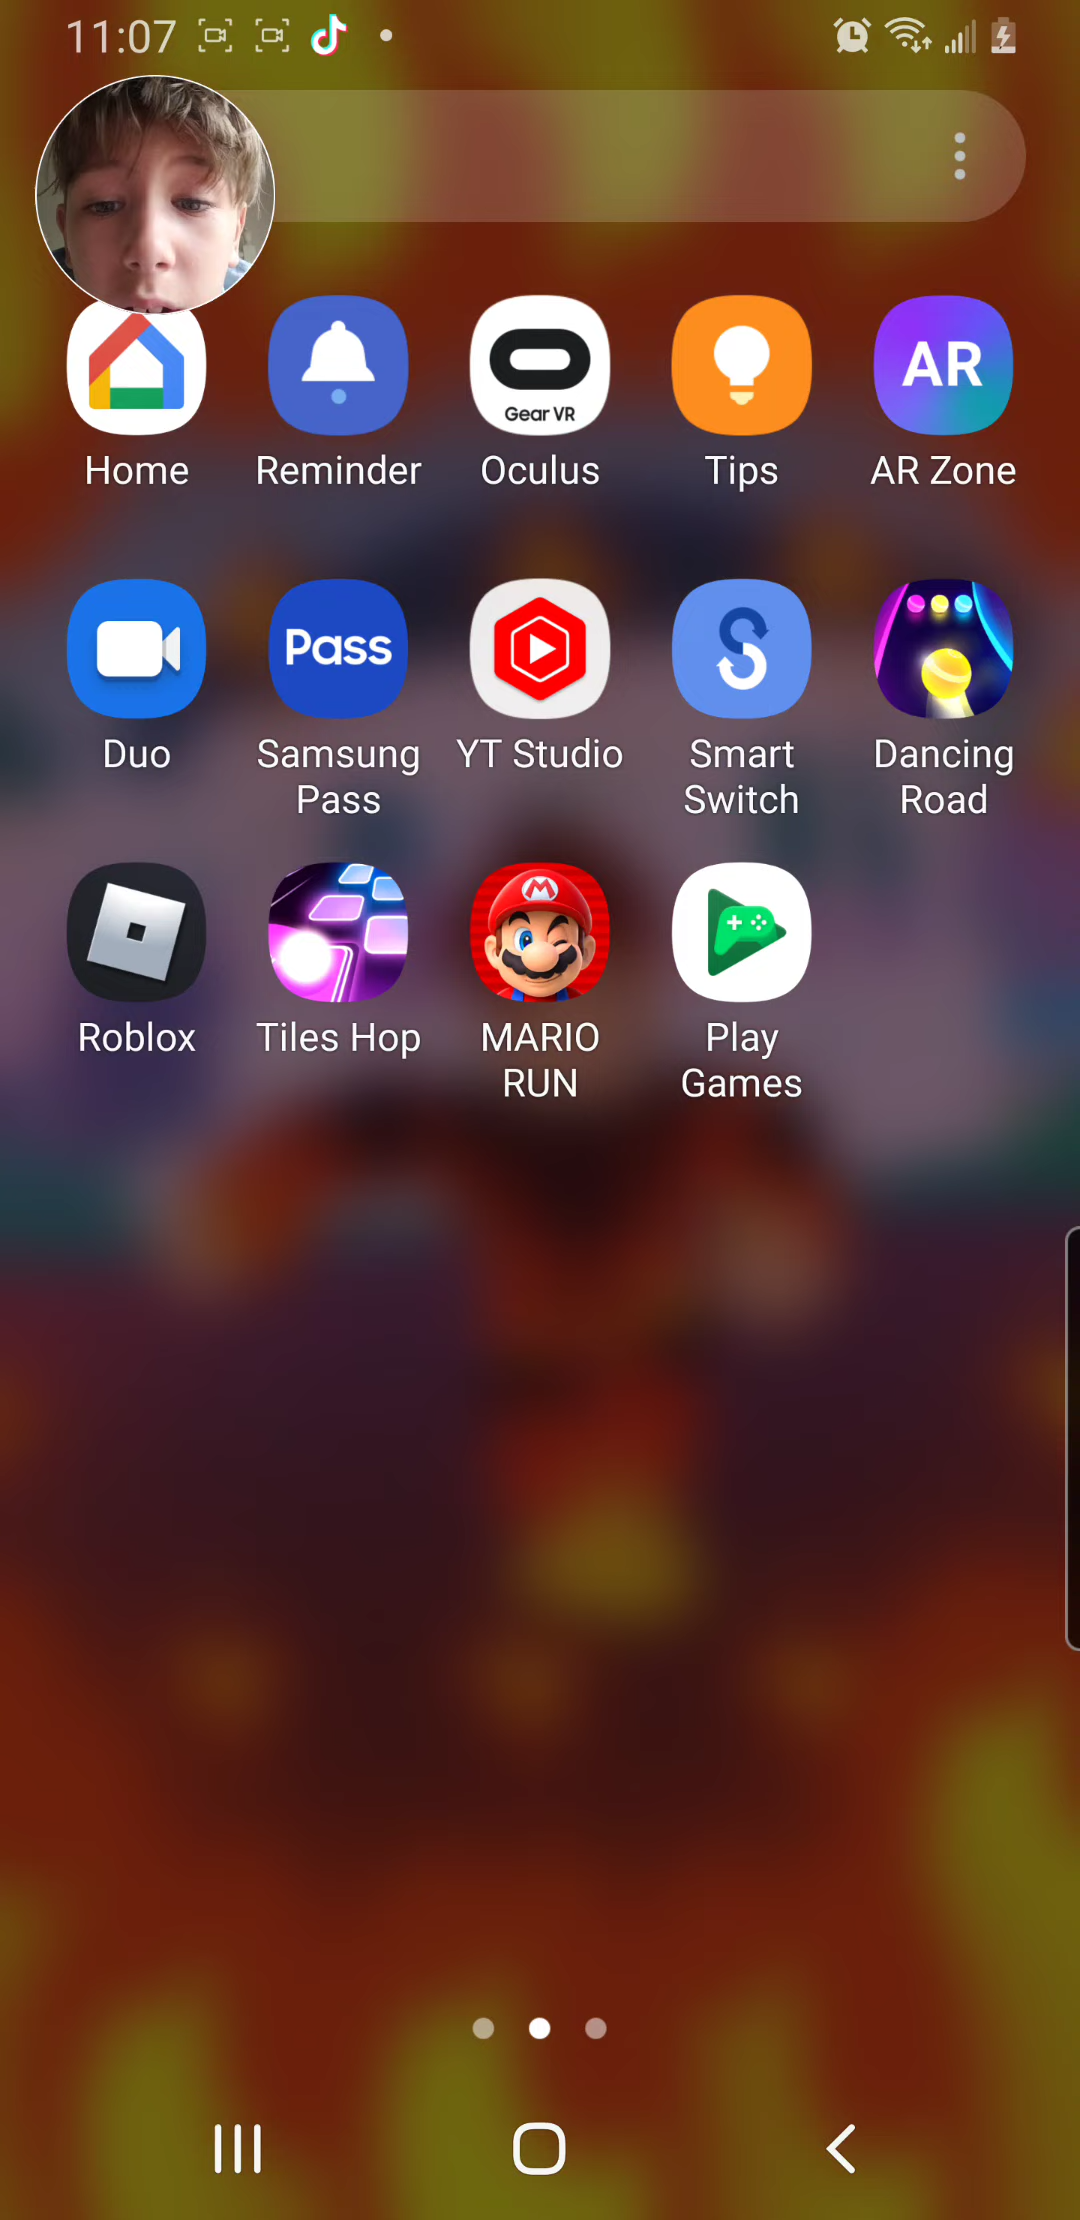 11:07
Gear VR
AR
Home
Reminder
Oculus
Tips
AR Zone
Pass
Duo
Samsung
Pass
YT Studio
Smart
Switch
Dancing
Road
M
Roblox
Tiles Hop
MARIO
RUN
Play
Games